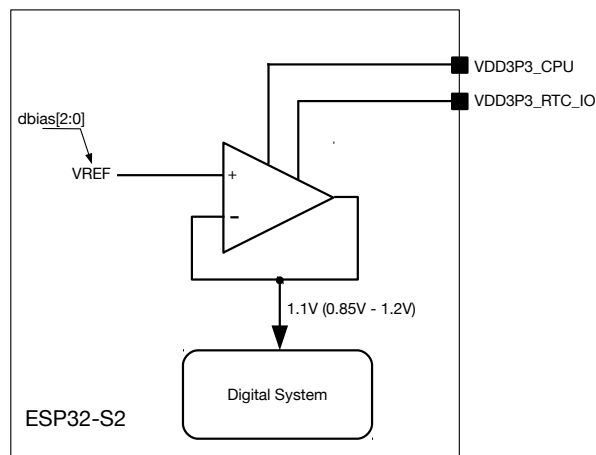 VDD3P3_CPU
VDD3P3_RTC_IO
dbias[2:0]
VREF
+
-
1.1V (0.85V - 1.2V)
Digital System
ESP32-S2